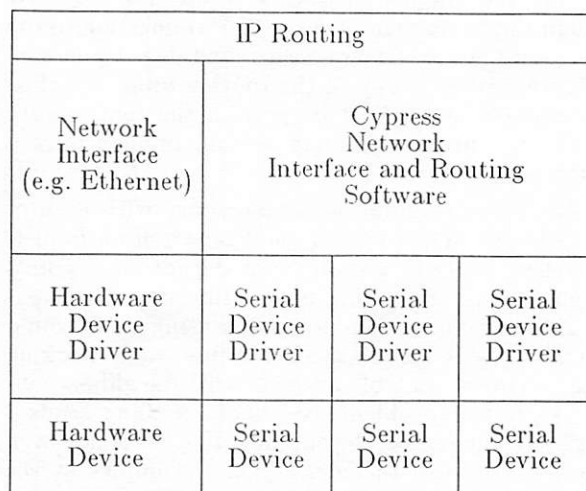 IP Routing
Network
Interface
(e.g. Ethernet)
Cypress
Network
Interface and Routing
Software
Hardware
Device
Driver
Serial
Device
Driver
Serial
Device
Driver
Serial
Device
Driver
Hardware
Device
Serial
Device
Serial
Device
Serial
Device